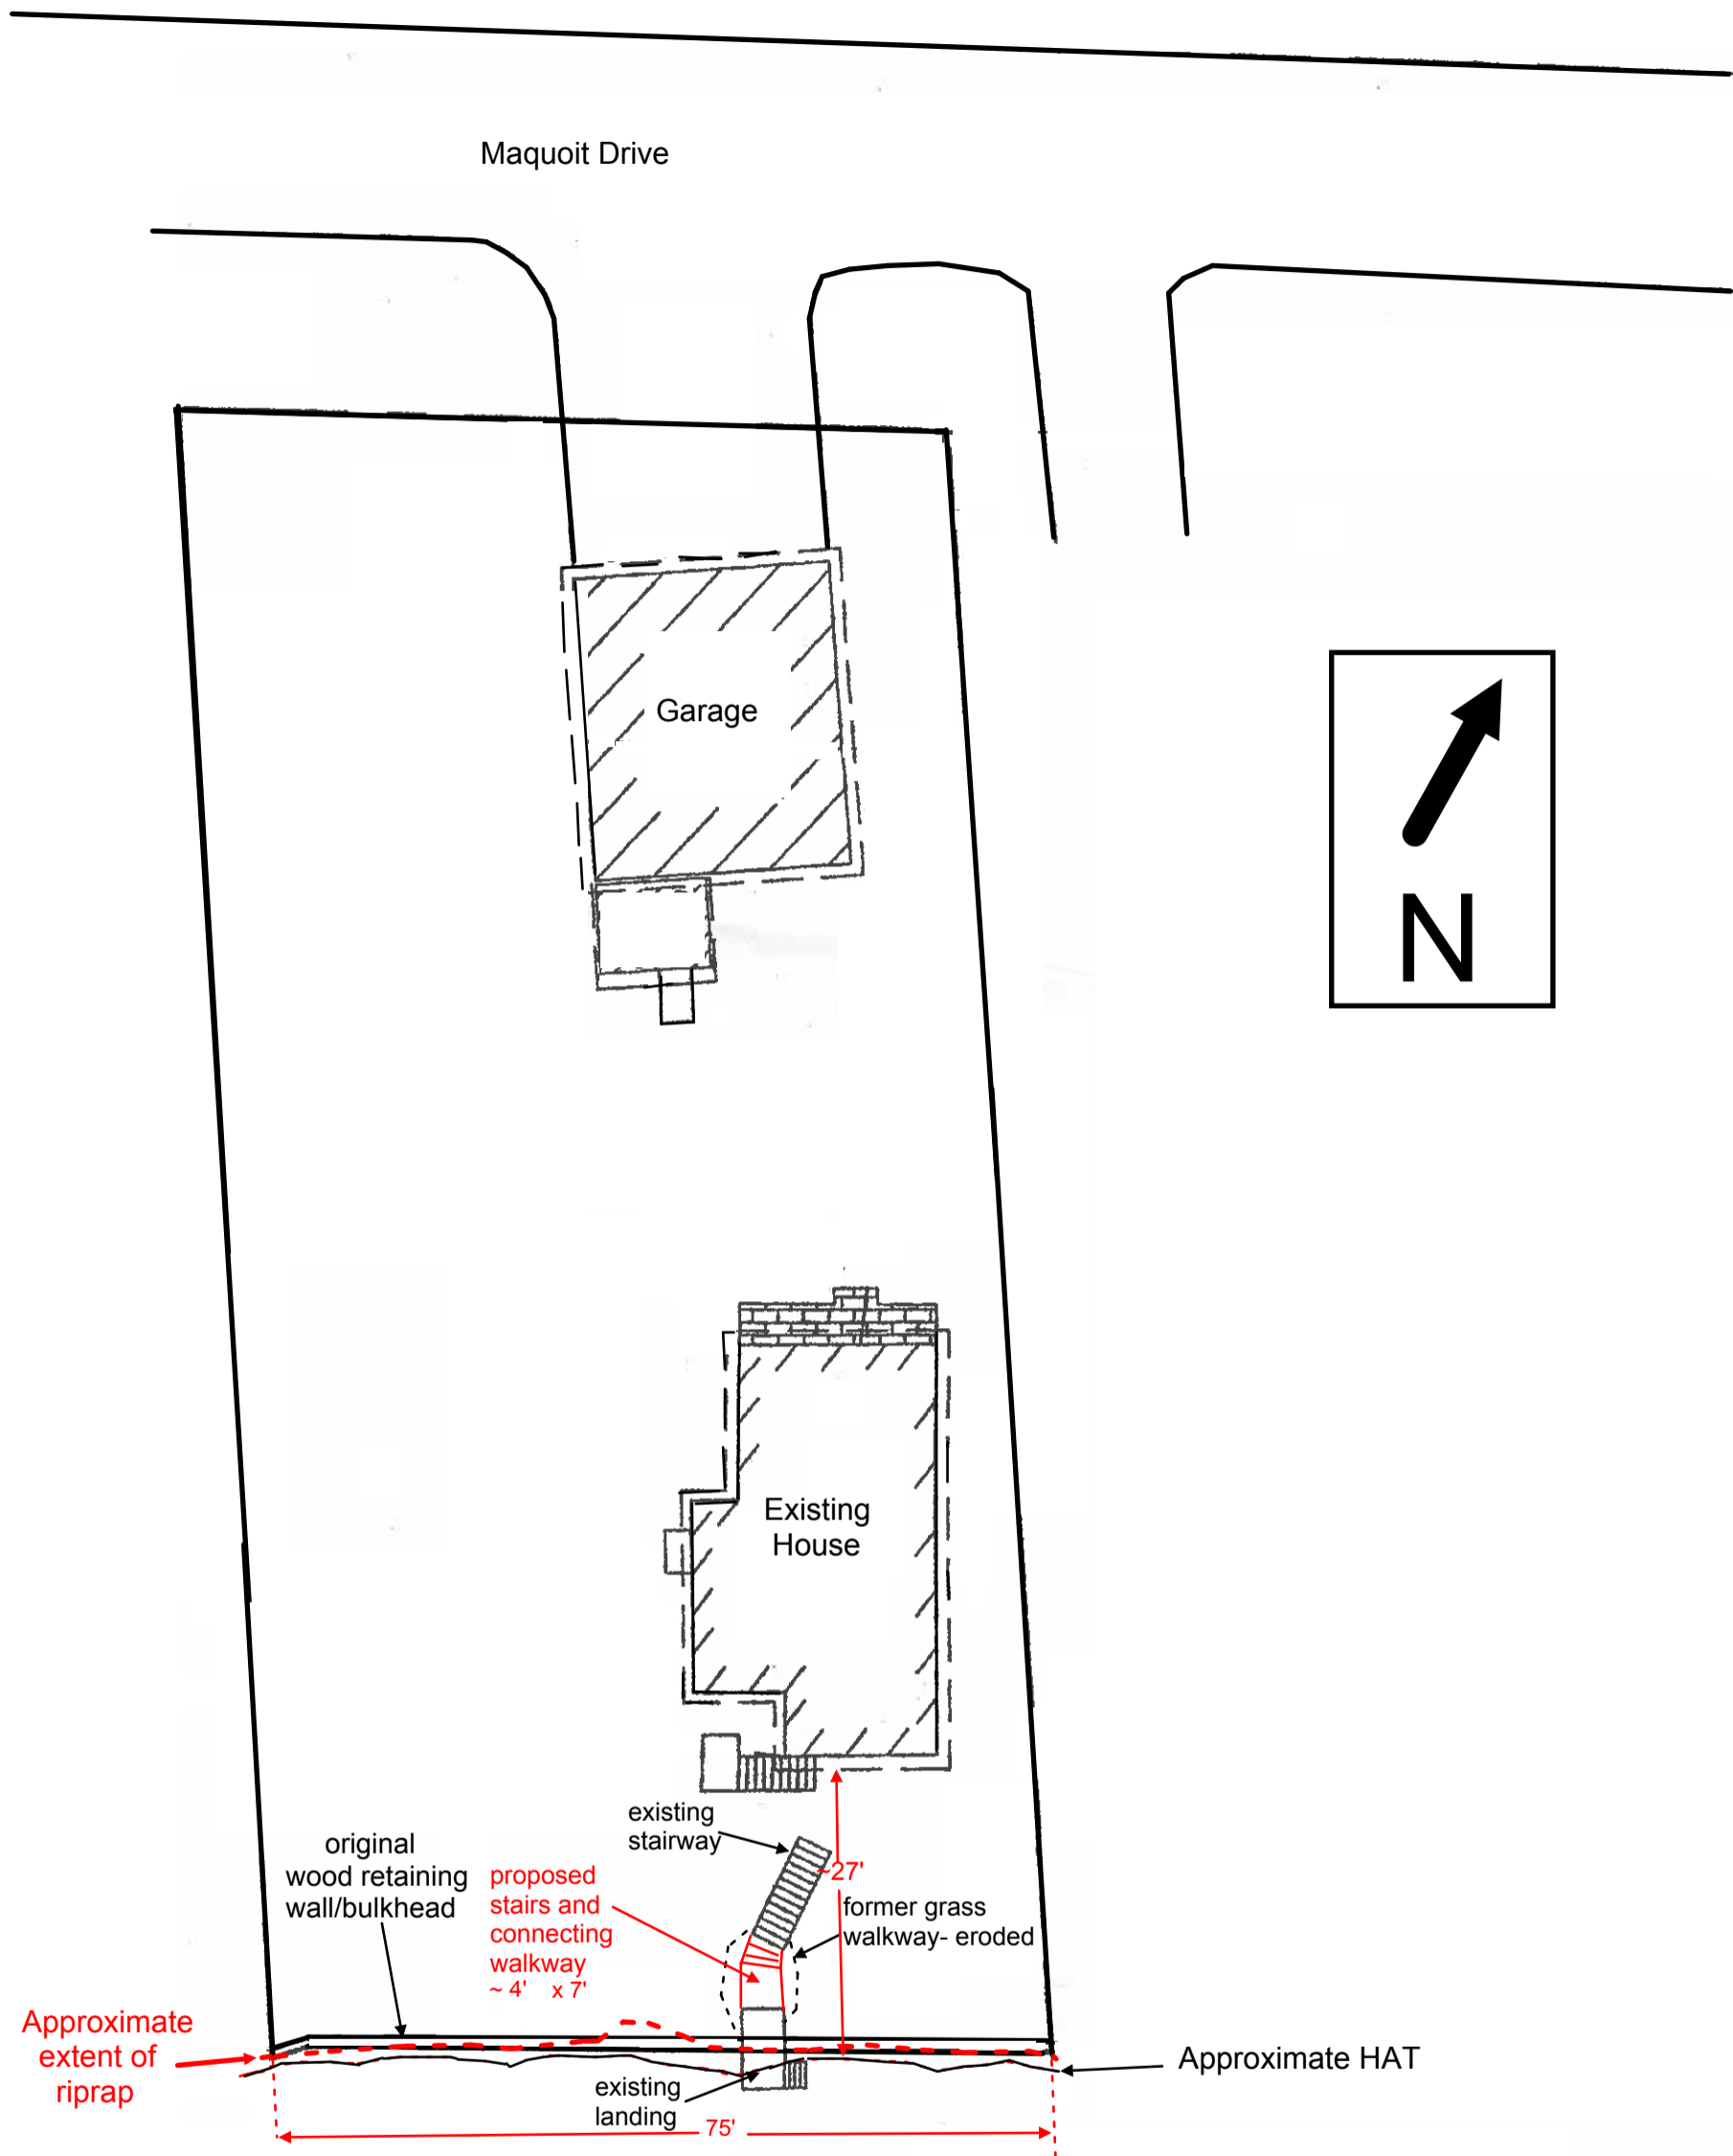 Maquoit Drive
Garage
N
Existing
House
existing
stairway
original
wood retaining
wall/bulkhead
proposed
stairs and
connecting
walkway
~ 4' x 7'
~27'
former grass
walkway- eroded
Approximate
extent of
riprap
Approximate HAT
existing
landing
75'